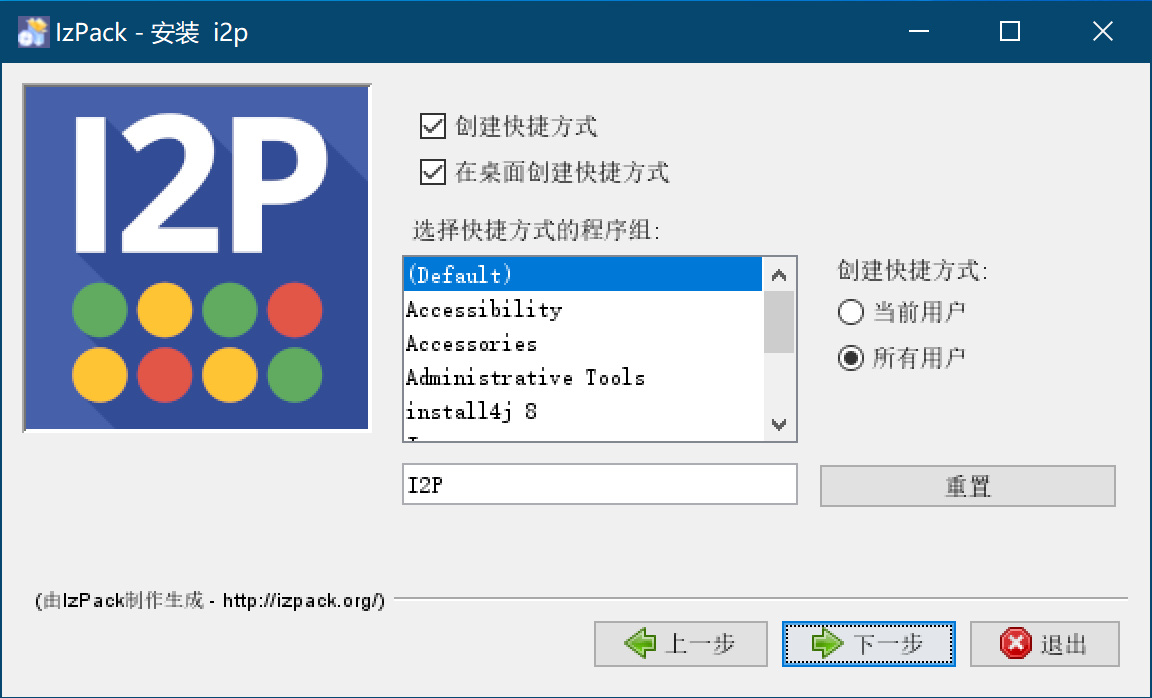 IzPack - 安装 i2p
I2P
创建快捷方式
在桌面创建快捷方式
选择快捷方式的程序组:
(Default)
Accessibility
Accessories
Administrative Tools
install4j 8
创建快捷方式:
当前用户
所有用户
I2P
重置
(由IzPack制作生成 - http://izpack.org/)
上一步
下一步
退出